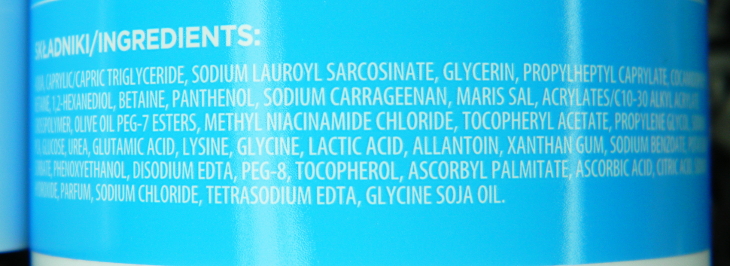 SKŁADNIKI/INGREDIENTS:
CAPRYLIC/CAPRIC TRIGLYCERIDE, SODIUM LAUROYL SARCOSINATE, GLYCERIN, PROPYLHEPTYL CAPRYLATE,
1,2-HEXANEDIOL, BETAINE, PANTHENOL, SODIUM CARRAGEENAN, MARIS SAL, ACRYLATES/C10-30 ALKYL
OLIVE OIL PEG-7 ESTERS, METHYL NIACINAMIDE CHLORIDE, TOCOPHERYL ACETATE, PROPYLENE GLYCOL,
GLUCOSE, UREA, GLUTAMIC ACID, LYSINE, GLYCINE, LACTIC ACID, ALLANTOIN, XANTHAN GUM, SODIUM BENZOATE,
PHENOXYETHANOL, DISODIUM EDTA, PEG-8, TOCOPHEROL, ASCORBYL PALMITATE, ASCORBIC ACID, CITRIC ACID,
PARFUM, SODIUM CHLORIDE, TETRASODIUM EDTA, GLYCINE SOJA OIL.